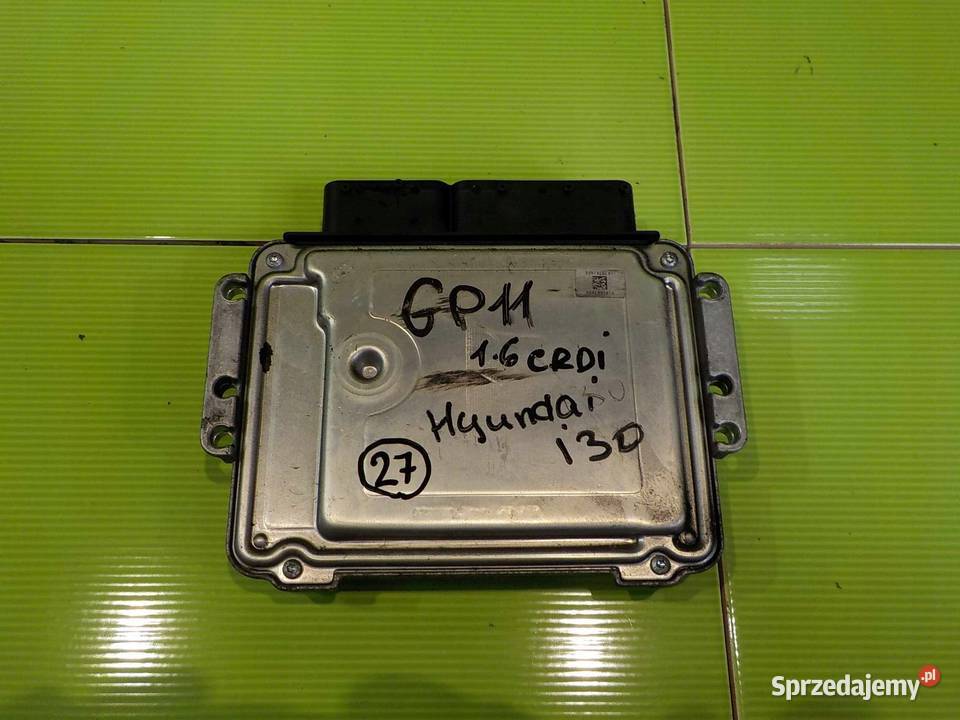 GP11
1.6 CRDi
Hyundai
i30
27
Sprzedajemy.pl